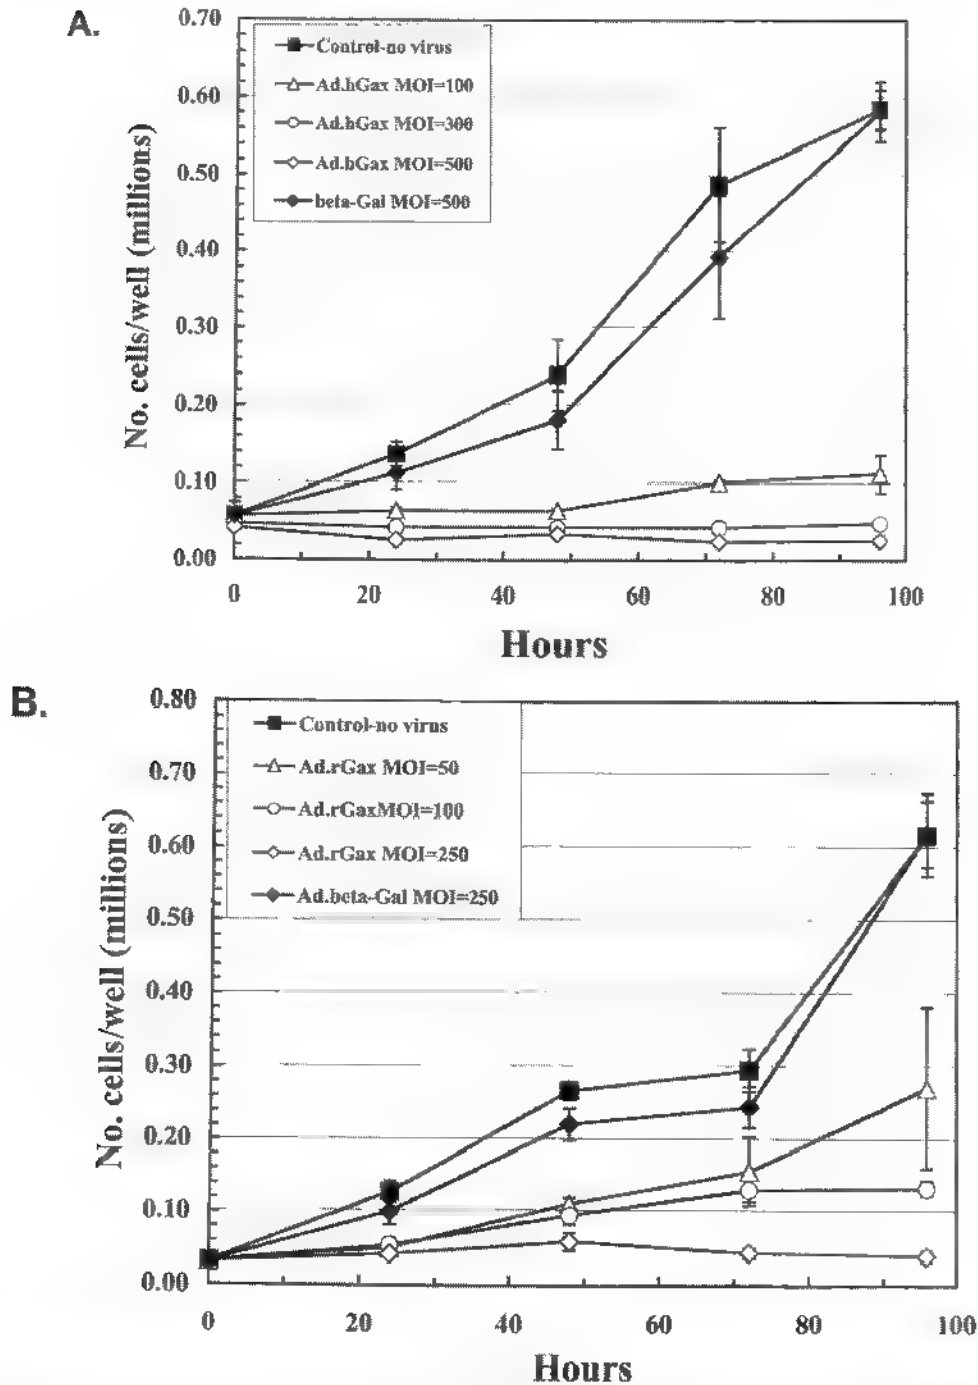 A.
No. cells/well (millions)
0.70
0.60
0.50
0.40
0.30
0.20
0.10
0.00
Control-no virus
Ad.hGax MOI=100
Ad.hGax MOI=300
Ad.hGax MOI=500
beta-Gal MOI=500
0 20 40 60 80 100
Hours
B.
No. cells/well (millions)
0.80
0.70
0.60
0.50
0.40
0.30
0.20
0.10
0.00
Control-no virus
Ad.rGax MOI=50
Ad.rGaxMOI=100
Ad.rGax MOI=250
Ad.beta-Gal MOI=250
0 20 40 60 80 100
Hours